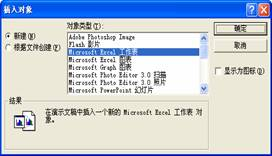 插入对象
对象类型(T):
新建(N)
根据文件创建(F)
Adobe Photoshop Image
Flash 影片
Microsoft Excel 工作表
Microsoft Excel 图表
Microsoft Graph 图表
Microsoft Photo Editor 3.0 扫描
Microsoft Photo Editor 3.0 照片
Microsoft PowerPoint 幻灯片
确定
取消
显示为图标(D)
结果
在演示文稿中插入一个新的 Microsoft Excel 工作表 对
象。